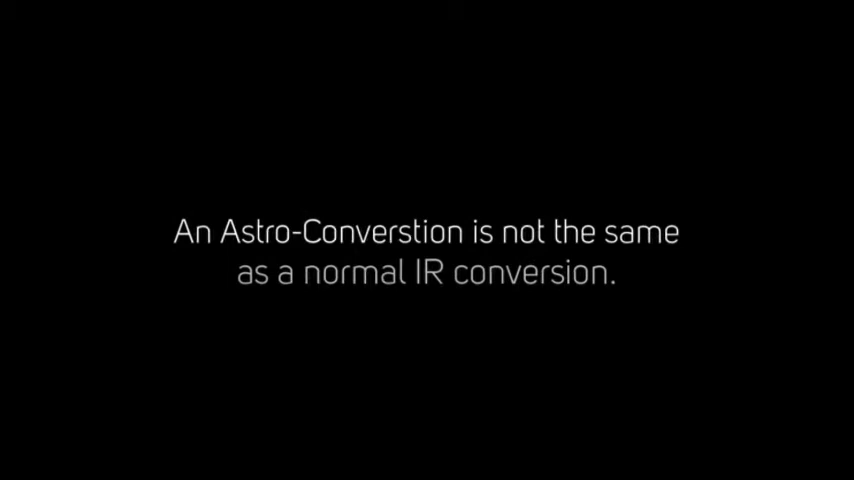 An Astro-Converstion is not the same
as a normal IR conversion.